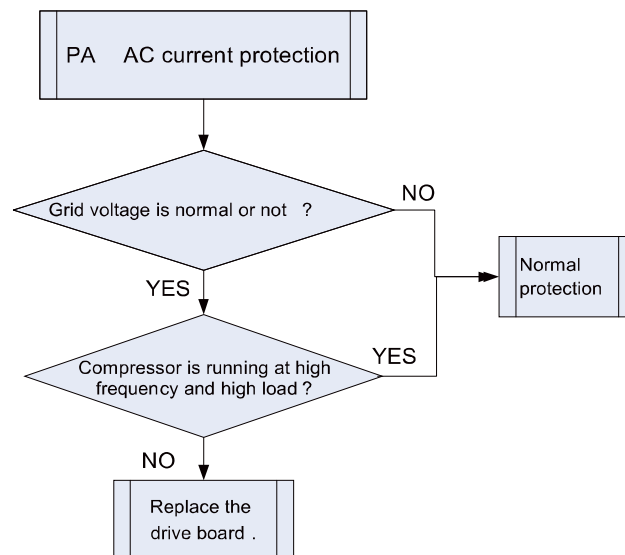 PA AC current protection
Grid voltage is normal or not ?
NO
YES
Normal
protection
Compressor is running at high
frequency and high load ?
YES
NO
Replace the
drive board .